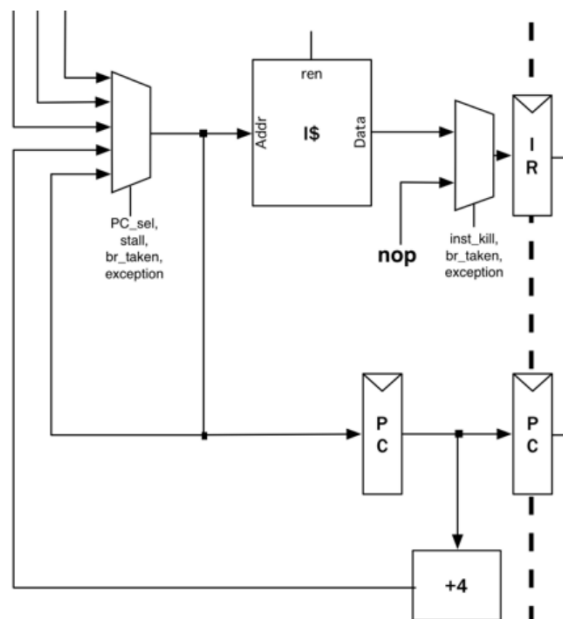 ren
Addr
I$
Data
I
R
PC_sel,
stall,
br_taken,
exception
nop
inst_kill,
br_taken,
exception
P
C
P
C
+4